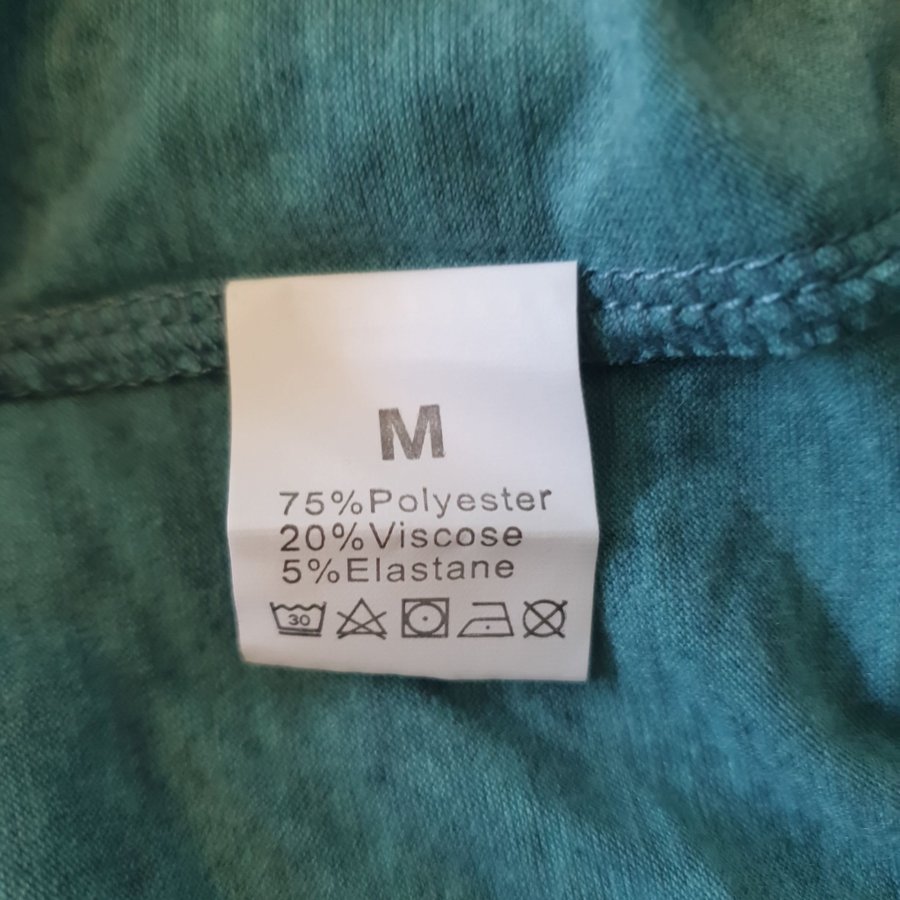 M
75%Polyester
20%Viscose
5%Elastane
30